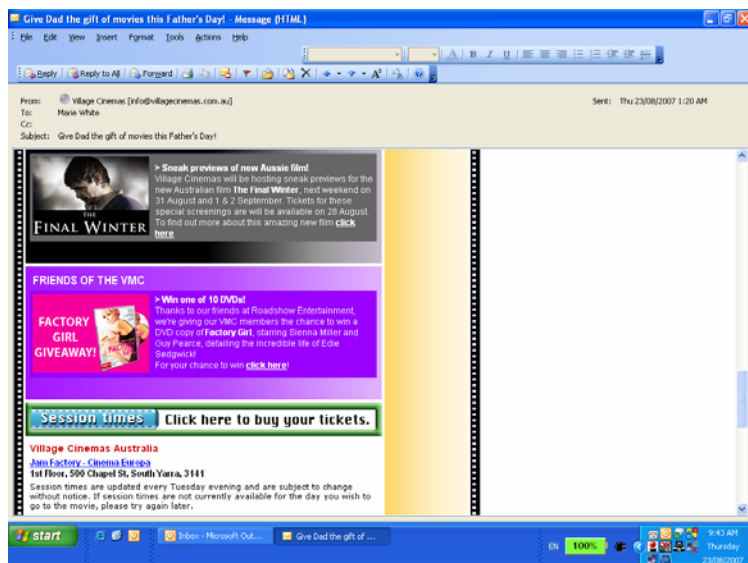 Give Dad the gift of movies this Father's Day! - Message (HTML)
File Edit View Insert Format Tools Actions Help
A B I U
Reply Reply to All Forward
From: Village Cinemas [info@villagecinemas.com.au] Sent: Thu 23/08/2007 1:20 AM
To: Marie White
Cc:
Subject: Give Dad the gift of movies this Father's Day!
THE
FINAL WINTER
> Sneak previews of new Aussie film!
Village Cinemas will be hosting sneak previews for the
new Australian film The Final Winter, next weekend on
31 August and 1 & 2 September. Tickets for these
special screenings are will be available on 28 August.
To find out more about this amazing new film click
here
FRIENDS OF THE VMC
FACTORY
GIRL
GIVEAWAY!
> Win one of 10 DVDs!
Thanks to our friends at Roadshow Entertainment,
we're giving our VMC members the chance to win a
DVD copy of Factory Girl, starring Sienna Miller and
Guy Pearce, detailing the incredible life of Edie
Sedgwick!
For your chance to win click here!
Session times Click here to buy your tickets.
Village Cinemas Australia
Jam Factory - Cinema Europa
1st Floor, 500 Chapel St, South Yarra, 3141
Session times are updated every Tuesday evening and are subject to change
without notice. If session times are not currently available for the day you wish to
go to the movie, please try again later.
start Inbox - Microsoft Out... Give Dad the gift of ... EN 100% 9:43 AM
Thursday
23/08/2007